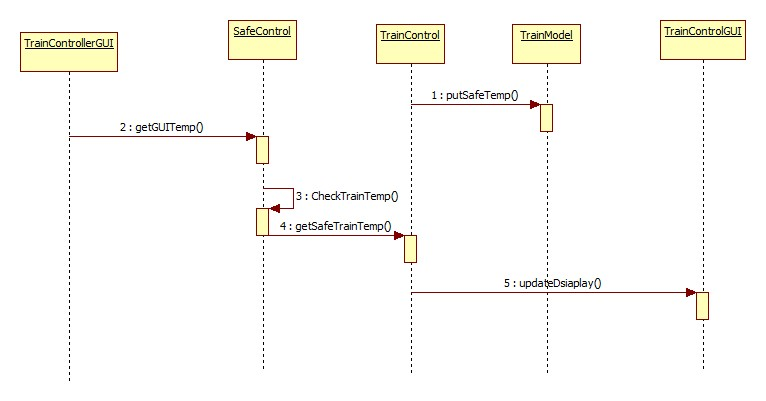 TrainControllerGUI
SafeControl
TrainControl
TrainModel
TrainControlGUI
1 : putSafeTemp()
2 : getGUITemp()
3 : CheckTrainTemp()
4 : getSafeTrainTemp()
5 : updateDsiaplay()